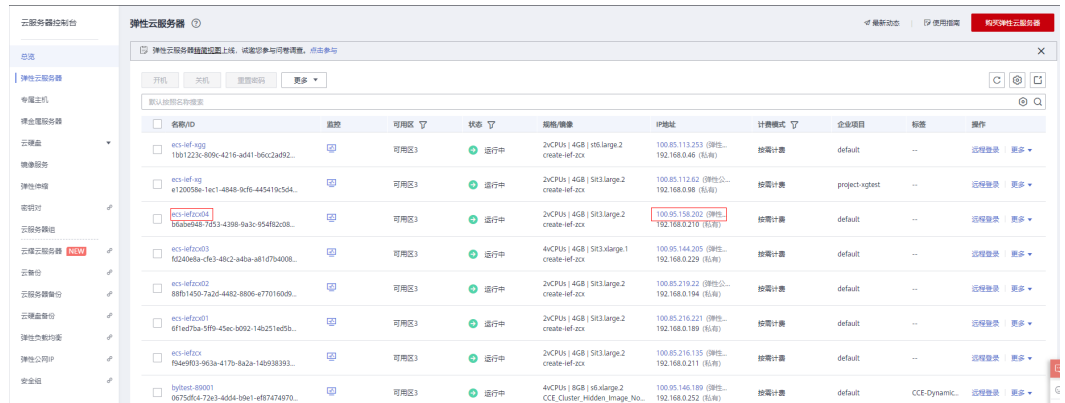 云服务器控制台
总览
弹性云服务器
专属主机
裸金属服务器
云硬盘
镜像服务
弹性伸缩
密钥对
云服务器组
云耀云服务器 NEW
云备份
云服务器备份
云硬盘备份
弹性负载均衡
弹性公网IP
安全组
弹性云服务器
最新动态 使用指南 购买弹性云服务器
弹性云服务器精简视图上线，诚邀您参与问卷调查。点击参与
开机 关机 重置密码 更多
默认按照名称搜索
名称/ID 监控 可用区 状态 规格/镜像 IP地址 计费模式 企业项目 标签 操作
ecs-ief-xgg 可用区3 运行中 2vCPUs | 4GB | st6.large.2 100.85.113.253 (弹性... 按需计费 default -- 远程登录 更多
1bb1223c-809c-4216-ad41-b6cc2ad92... create-ief-zcx 192.168.0.46 (私有)
ecs-ief-xg 可用区3 运行中 2vCPUs | 4GB | Sit3.large.2 100.85.112.62 (弹性公... 按需计费 project-xgtest -- 远程登录 更多
e120058e-1ec1-4848-9cf6-445419c5d4... create-ief-zcx 192.168.0.98 (私有)
ecs-iefzcx04 可用区3 运行中 2vCPUs | 4GB | Sit3.large.2 100.95.158.202 (弹性... 按需计费 default -- 远程登录 更多
b6abe948-7d53-4398-9a3c-954f82c08... create-ief-zcx 192.168.0.210 (私有)
ecs-iefzcx03 可用区3 运行中 4vCPUs | 4GB | Sit3.xlarge.1 100.95.144.205 (弹性... 按需计费 default -- 远程登录 更多
fd240e8a-cfe3-48c2-a4ba-a81d7b4008... create-ief-zcx 192.168.0.229 (私有)
ecs-iefzcx02 可用区3 运行中 2vCPUs | 4GB | Sit3.large.2 100.85.219.22 (弹性公... 按需计费 default -- 远程登录 更多
88fb1450-7a2d-4482-8806-e770160d9... create-ief-zcx 192.168.0.194 (私有)
ecs-iefzcx01 可用区3 运行中 2vCPUs | 4GB | Sit3.large.2 100.85.216.221 (弹性... 按需计费 default -- 远程登录 更多
6f1ed7ba-5ff9-45ec-b092-14b251ed5b... create-ief-zcx 192.168.0.189 (私有)
ecs-iefzcx 可用区3 运行中 2vCPUs | 4GB | Sit3.large.2 100.85.216.135 (弹性... 按需计费 default -- 远程登录 更多
f94e9f03-963a-417b-8a2a-14b938393... create-ief-zcx 192.168.0.211 (私有)
byltest-89001 可用区3 运行中 4vCPUs | 8GB | s6.xlarge.2 100.95.146.189 (弹性... 按需计费 default CCE-Dynamic... 远程登录 更多
0675dfc4-72e3-4dd4-b9e1-ef87474970... CCE_Cluster_Hidden_Image_No... 192.168.0.252 (私有)